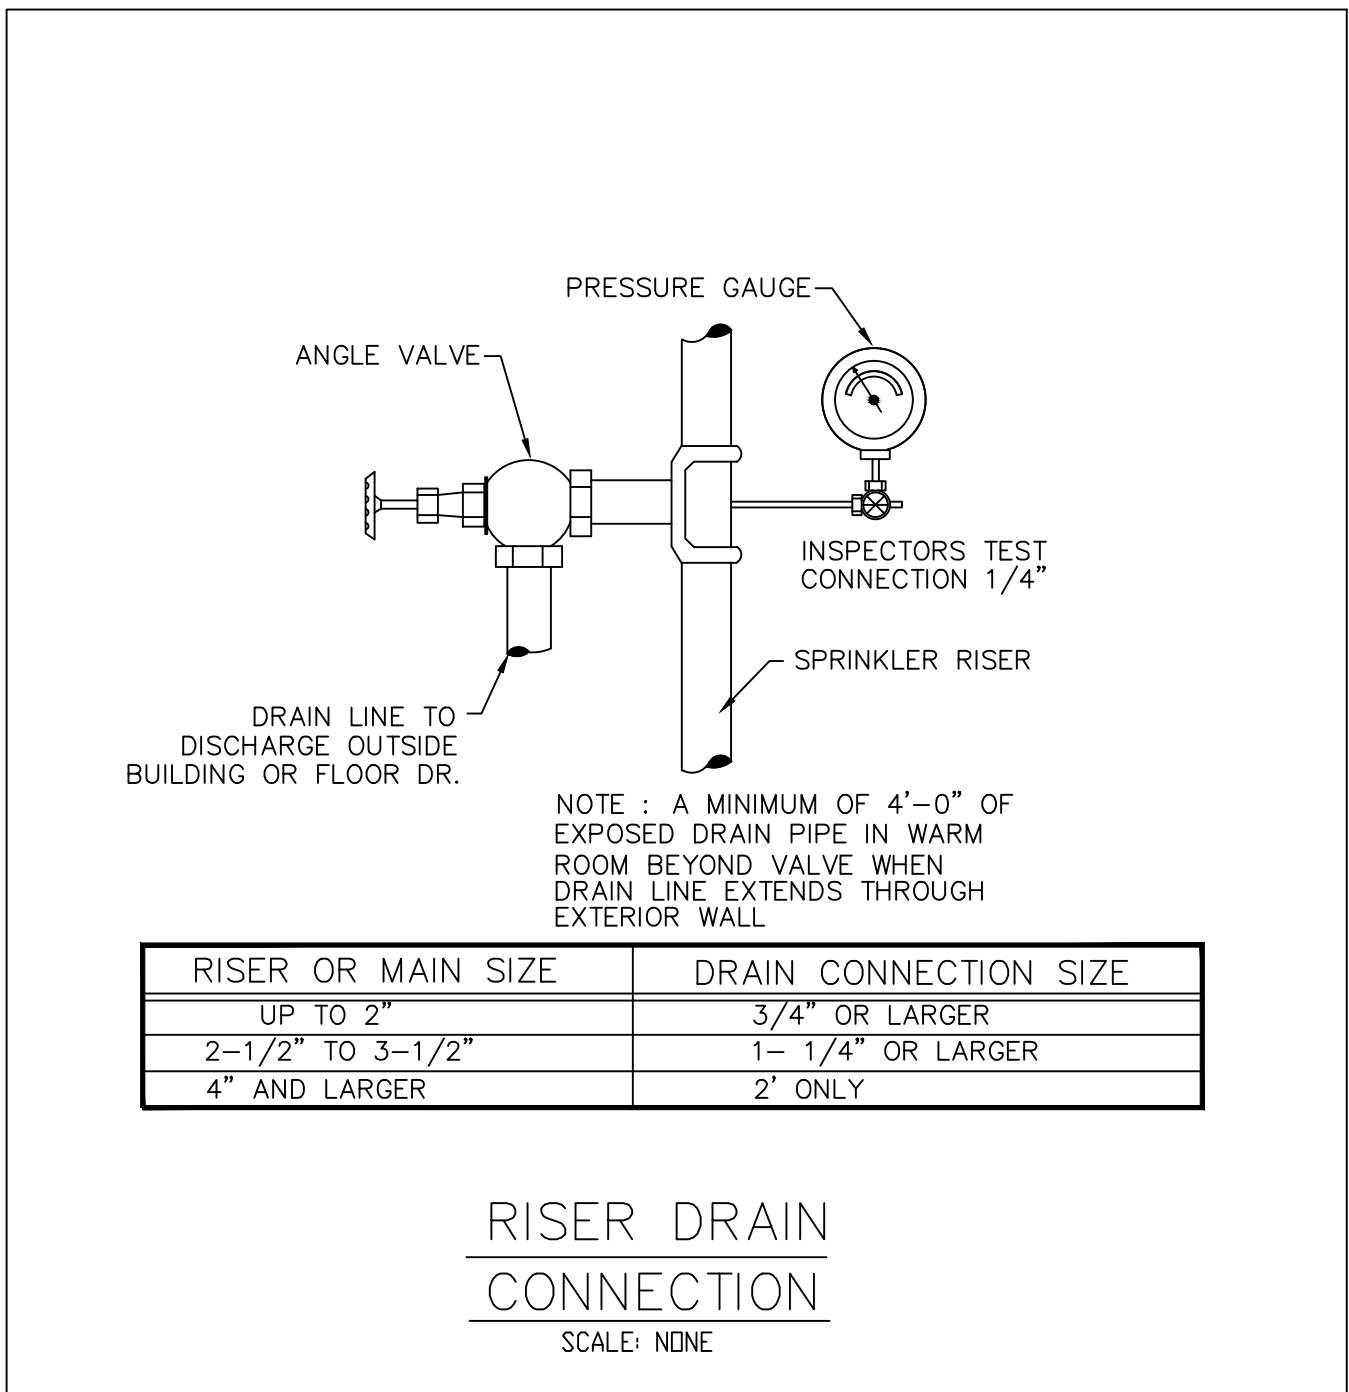 PRESSURE GAUGE
ANGLE VALVE
INSPECTORS TEST
CONNECTION 1/4"
SPRINKLER RISER
DRAIN LINE TO
DISCHARGE OUTSIDE
BUILDING OR FLOOR DR.
NOTE : A MINIMUM OF 4'-0" OF
EXPOSED DRAIN PIPE IN WARM
ROOM BEYOND VALVE WHEN
DRAIN LINE EXTENDS THROUGH
EXTERIOR WALL
RISER OR MAIN SIZE DRAIN CONNECTION SIZE
UP TO 2" 3/4" OR LARGER
2-1/2" TO 3-1/2" 1- 1/4" OR LARGER
4" AND LARGER 2' ONLY
RISER DRAIN
CONNECTION
SCALE: NONE